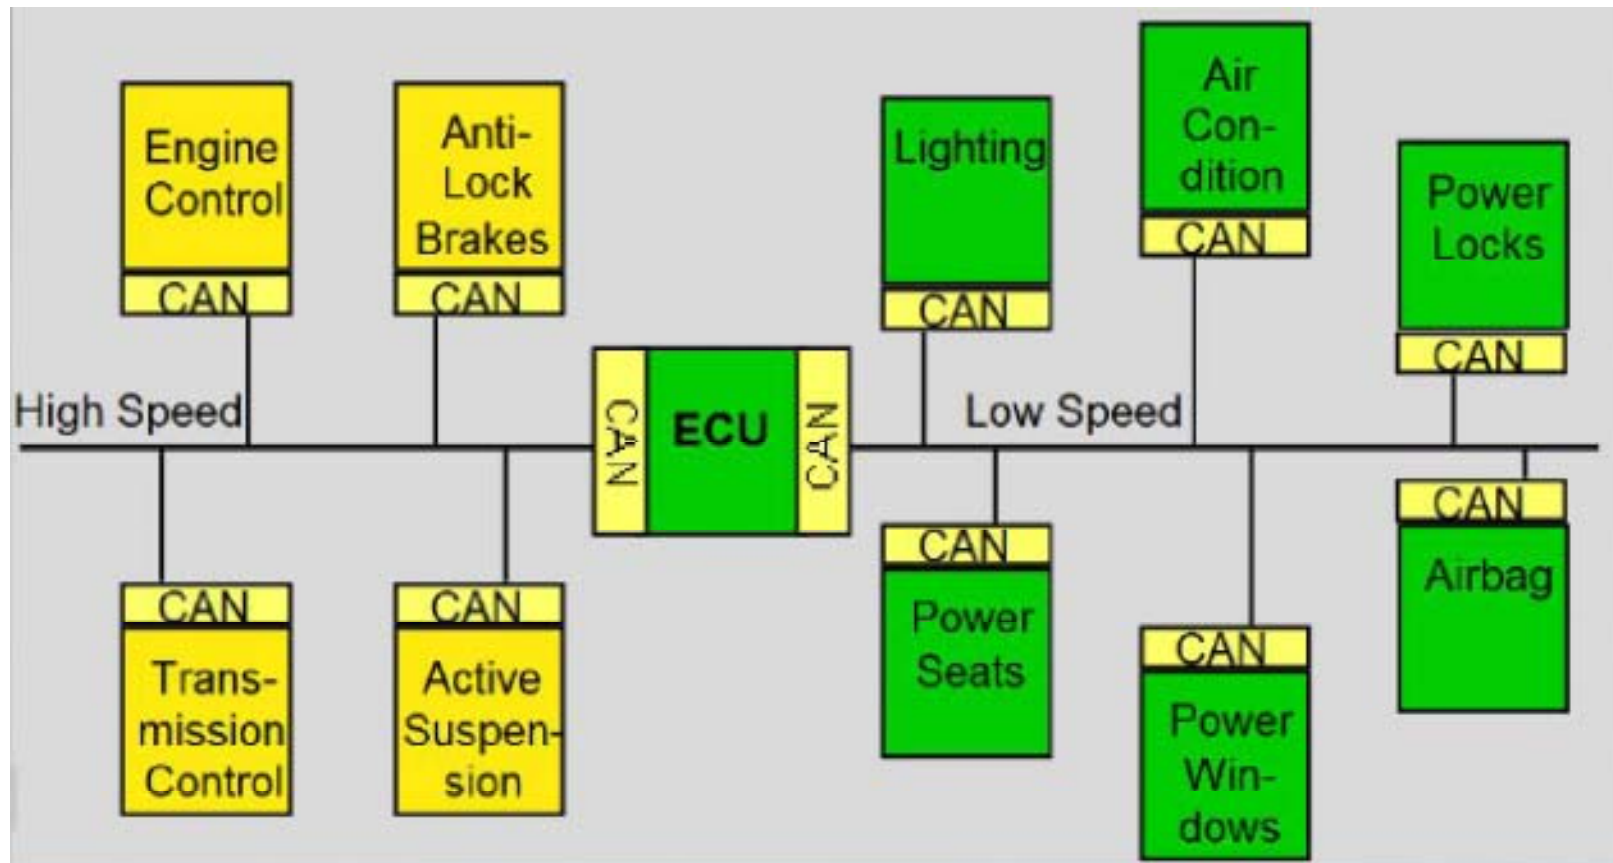 Engine
Control
CAN
Anti-
Lock
Brakes
CAN
Lighting
CAN
Air
Con-
dition
CAN
Power
Locks
CAN
High Speed
CAN
ECU
CAN
Low Speed
CAN
Trans-
mission
Control
CAN
Active
Suspen-
sion
CAN
Power
Seats
CAN
Power
Win-
dows
CAN
Airbag